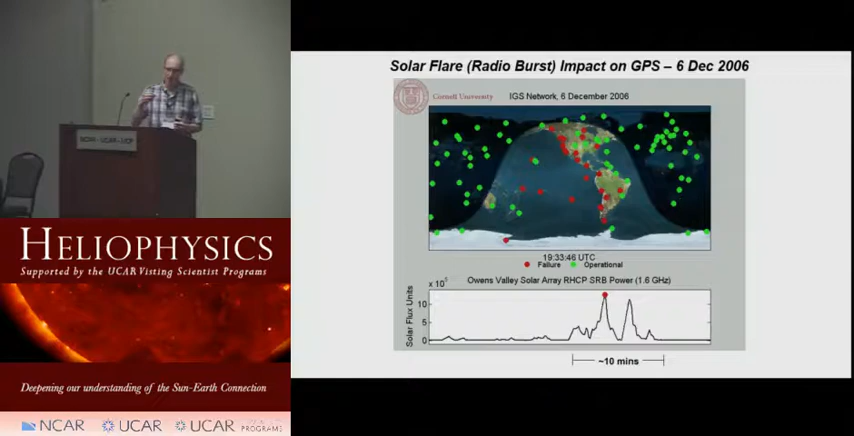 Solar Flare (Radio Burst) Impact on GPS – 6 Dec 2006
Cornell University
IGS Network, 6 December 2006
19:33:46 UTC
Failure Operational
Owens Valley Solar Array RHCP SRB Power (1.6 GHz)
Solar Flux Units
10
5
0
~10 mins
HELIOPHYSICS
Supported by the UCAR Visting Scientist Programs
Deepening our understanding of the Sun-Earth Connection
NCAR UCAR UCAR PROGRAMS